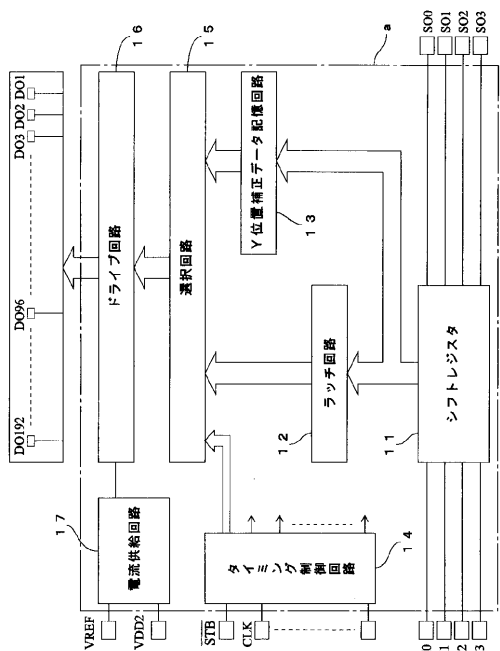 DO192
DO96
DO3
DO2
DO1
VREF
VDD2
STB
CLK
0
1
2
3
電流供給回路
17
ドライブ回路
16
選択回路
15
タイミング制御回路
14
ラッチ回路
12
Y位置補正データ記憶回路
13
シフトレジスタ
11
a
SO0
SO1
SO2
SO3